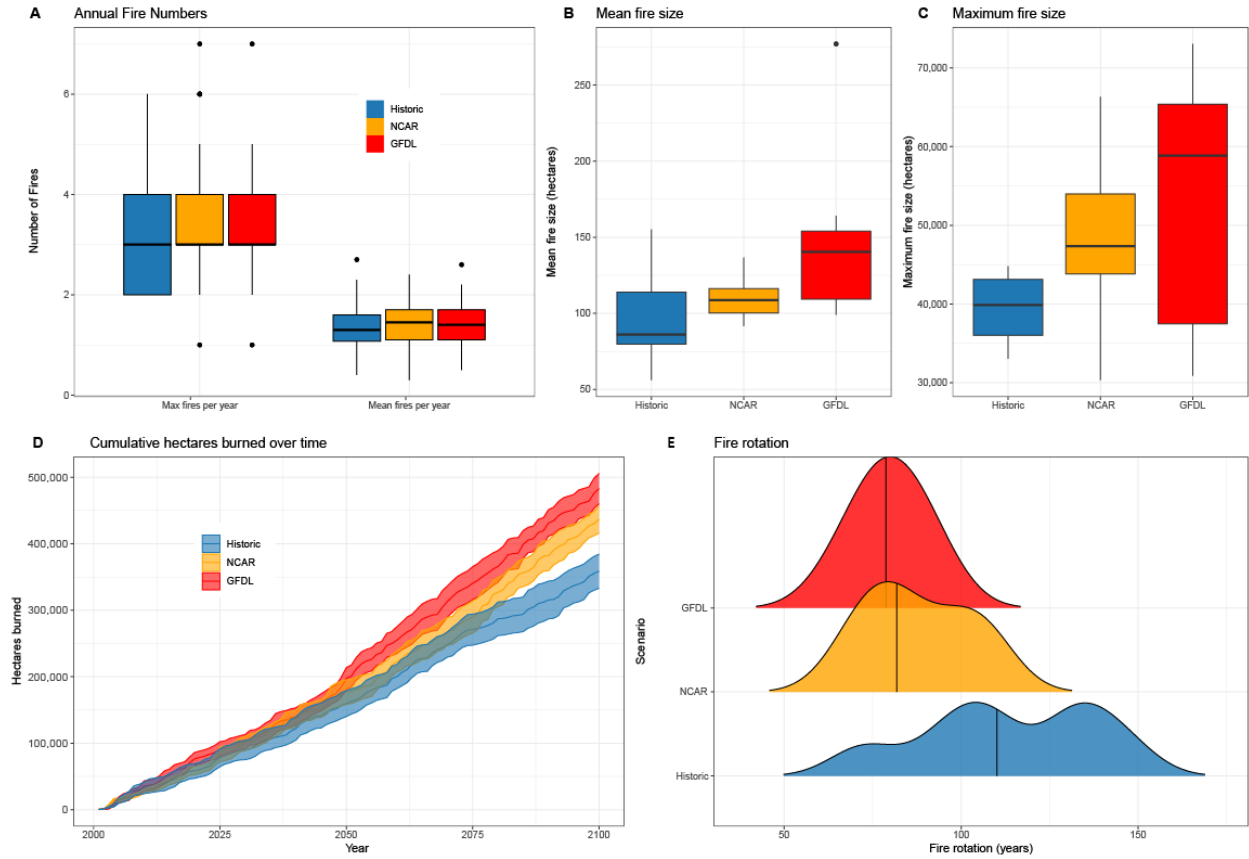 A Annual Fire Numbers
Number of Fires
6
4
2
0
Historic
NCAR
GFDL
Max fires per year
Mean fires per year
B Mean fire size
Mean fire size (hectares)
250
200
150
100
50
Historic
NCAR
GFDL
C Maximum fire size
Maximum fire size (hectares)
70,000
60,000
50,000
40,000
30,000
Historic
NCAR
GFDL
D Cumulative hectares burned over time
Hectares burned
500,000
400,000
300,000
200,000
100,000
0
Historic
NCAR
GFDL
2000
2025
2050
2075
2100
Year
E Fire rotation
Scenario
GFDL
NCAR
Historic
50
100
150
Fire rotation (years)